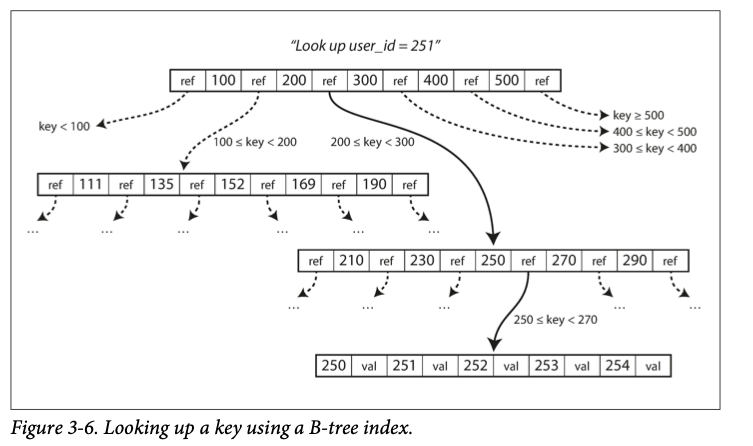 "Look up user_id = 251"
ref 100 ref 200 ref 300 ref 400 ref 500 ref
key < 100
100 ≤ key < 200
200 ≤ key < 300
key ≥ 500
400 ≤ key < 500
300 ≤ key < 400
ref 111 ref 135 ref 152 ref 169 ref 190 ref
... ... ... ... ... ...
ref 210 ref 230 ref 250 ref 270 ref 290 ref
... ... ... ... ...
250 ≤ key < 270
250 val 251 val 252 val 253 val 254 val
Figure 3-6. Looking up a key using a B-tree index.